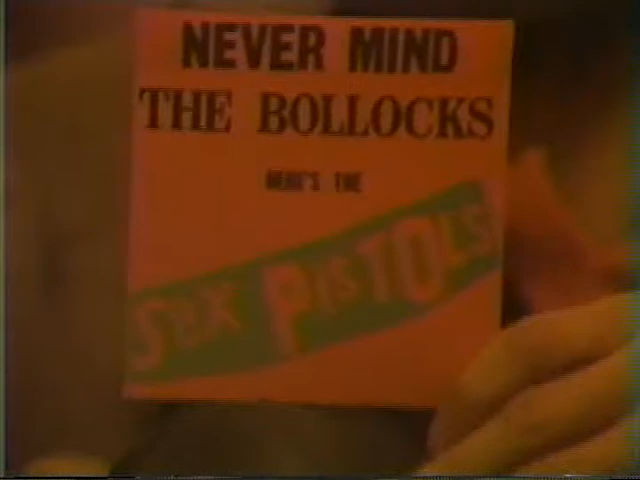 NEVER MIND
THE BOLLOCKS
HERE'S THE
SEX PISTOLS